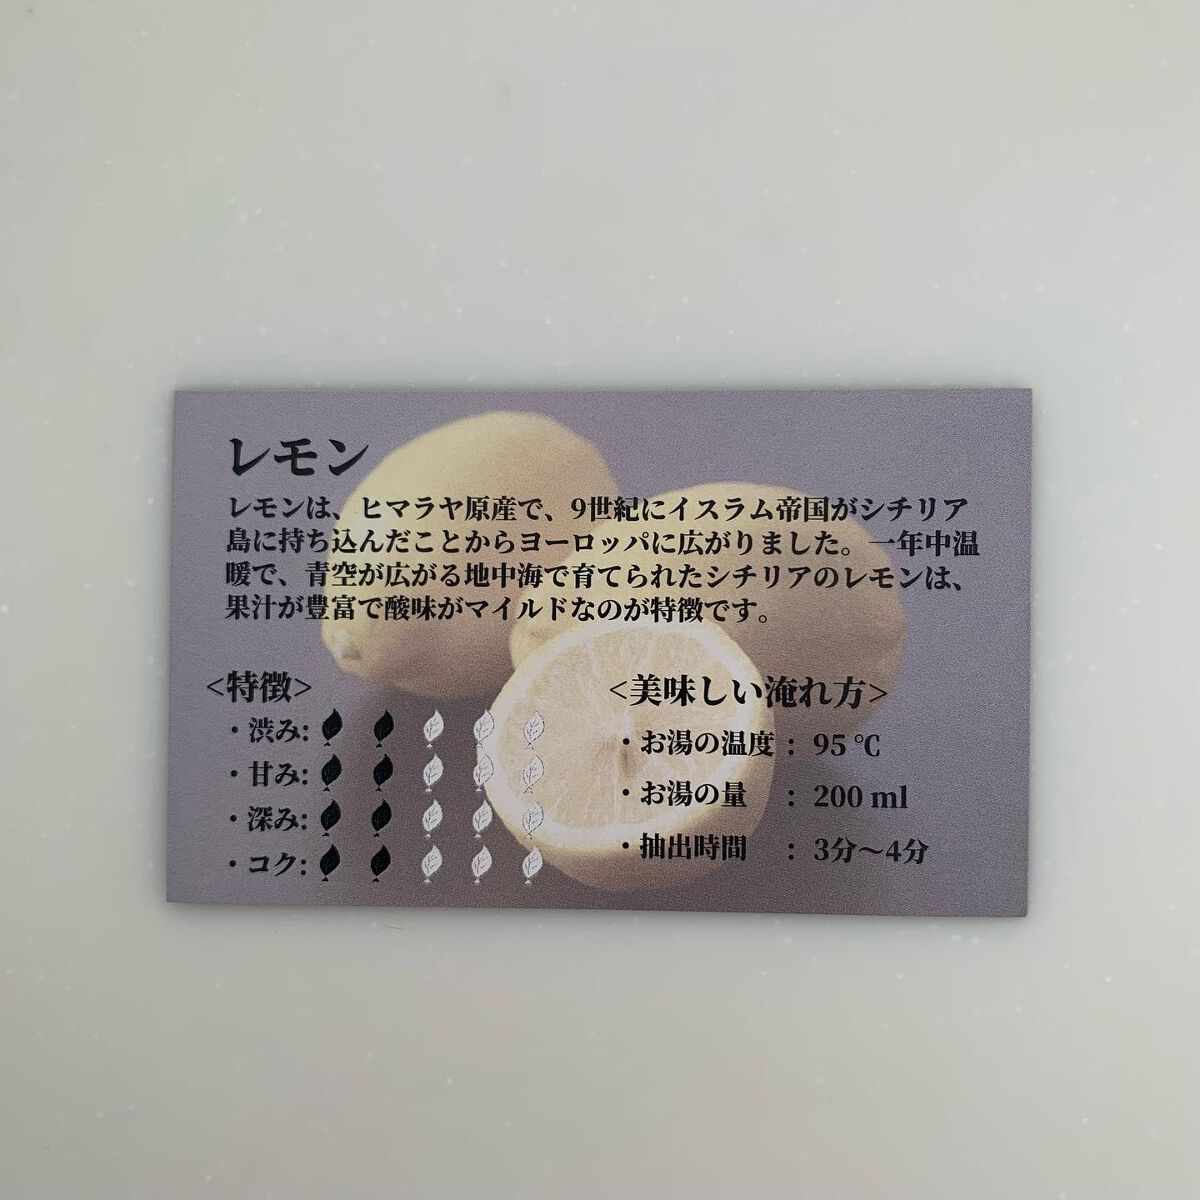 レモン
レモンは、ヒマラヤ原産で、9世紀にイスラム帝国がシチリア
島に持ち込んだことからヨーロッパに広がりました。一年中温
暖で、青空が広がる地中海で育てられたシチリアのレモンは、
果汁が豊富で酸味がマイルドなのが特徴です。
<特徴>
・渋み:
・甘み:
・深み:
・コク:
<美味しい淹れ方>
・お湯の温度 : 95 ℃
・お湯の量 : 200 ml
・抽出時間 : 3分〜4分